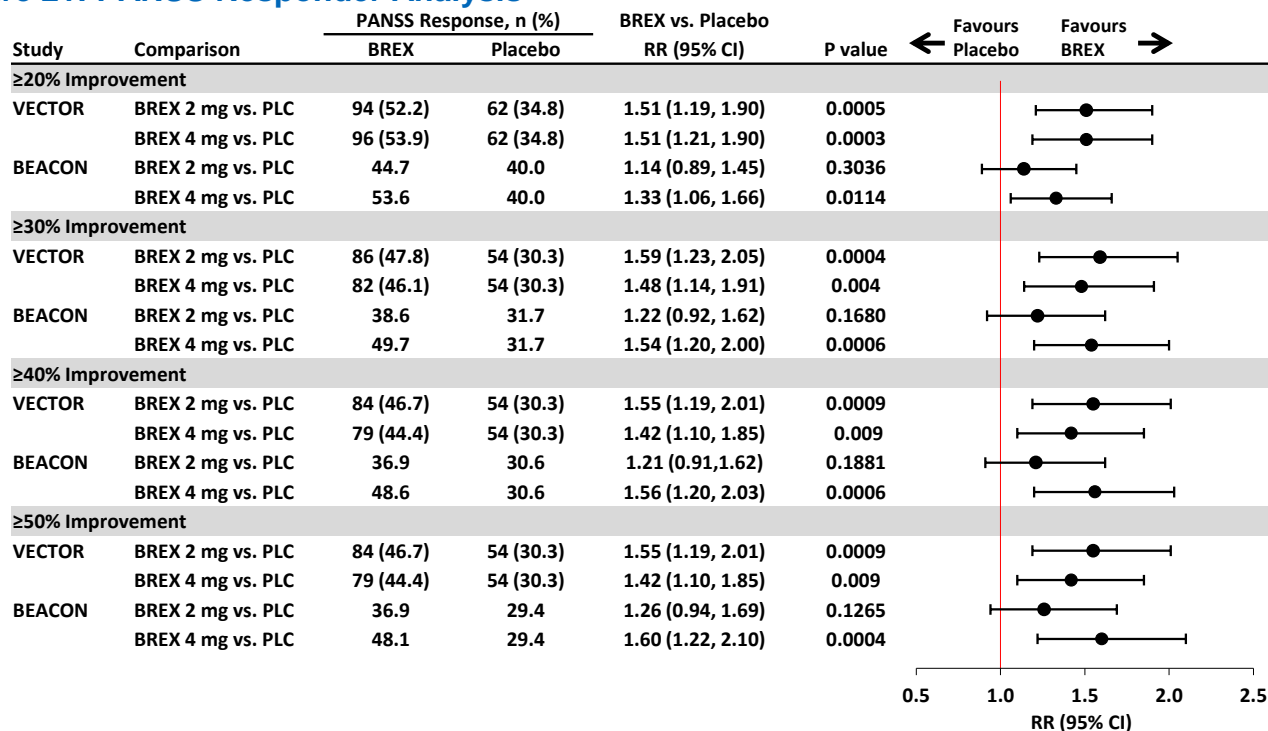 PANSS Responder Analysis
PANSS Response, n (%) BREX vs. Placebo Favours Favours
Study Comparison BREX Placebo RR (95% CI) P value Placebo BREX
≥20% Improvement
VECTOR BREX 2 mg vs. PLC 94 (52.2) 62 (34.8) 1.51 (1.19, 1.90) 0.0005
BREX 4 mg vs. PLC 96 (53.9) 62 (34.8) 1.51 (1.21, 1.90) 0.0003
BEACON BREX 2 mg vs. PLC 44.7 40.0 1.14 (0.89, 1.45) 0.3036
BREX 4 mg vs. PLC 53.6 40.0 1.33 (1.06, 1.66) 0.0114
≥30% Improvement
VECTOR BREX 2 mg vs. PLC 86 (47.8) 54 (30.3) 1.59 (1.23, 2.05) 0.0004
BREX 4 mg vs. PLC 82 (46.1) 54 (30.3) 1.48 (1.14, 1.91) 0.004
BEACON BREX 2 mg vs. PLC 38.6 31.7 1.22 (0.92, 1.62) 0.1680
BREX 4 mg vs. PLC 49.7 31.7 1.54 (1.20, 2.00) 0.0006
≥40% Improvement
VECTOR BREX 2 mg vs. PLC 84 (46.7) 54 (30.3) 1.55 (1.19, 2.01) 0.0009
BREX 4 mg vs. PLC 79 (44.4) 54 (30.3) 1.42 (1.10, 1.85) 0.009
BEACON BREX 2 mg vs. PLC 36.9 30.6 1.21 (0.91,1.62) 0.1881
BREX 4 mg vs. PLC 48.6 30.6 1.56 (1.20, 2.03) 0.0006
≥50% Improvement
VECTOR BREX 2 mg vs. PLC 84 (46.7) 54 (30.3) 1.55 (1.19, 2.01) 0.0009
BREX 4 mg vs. PLC 79 (44.4) 54 (30.3) 1.42 (1.10, 1.85) 0.009
BEACON BREX 2 mg vs. PLC 36.9 29.4 1.26 (0.94, 1.69) 0.1265
BREX 4 mg vs. PLC 48.1 29.4 1.60 (1.22, 2.10) 0.0004
0.5 1.0 1.5 2.0 2.5
RR (95% CI)